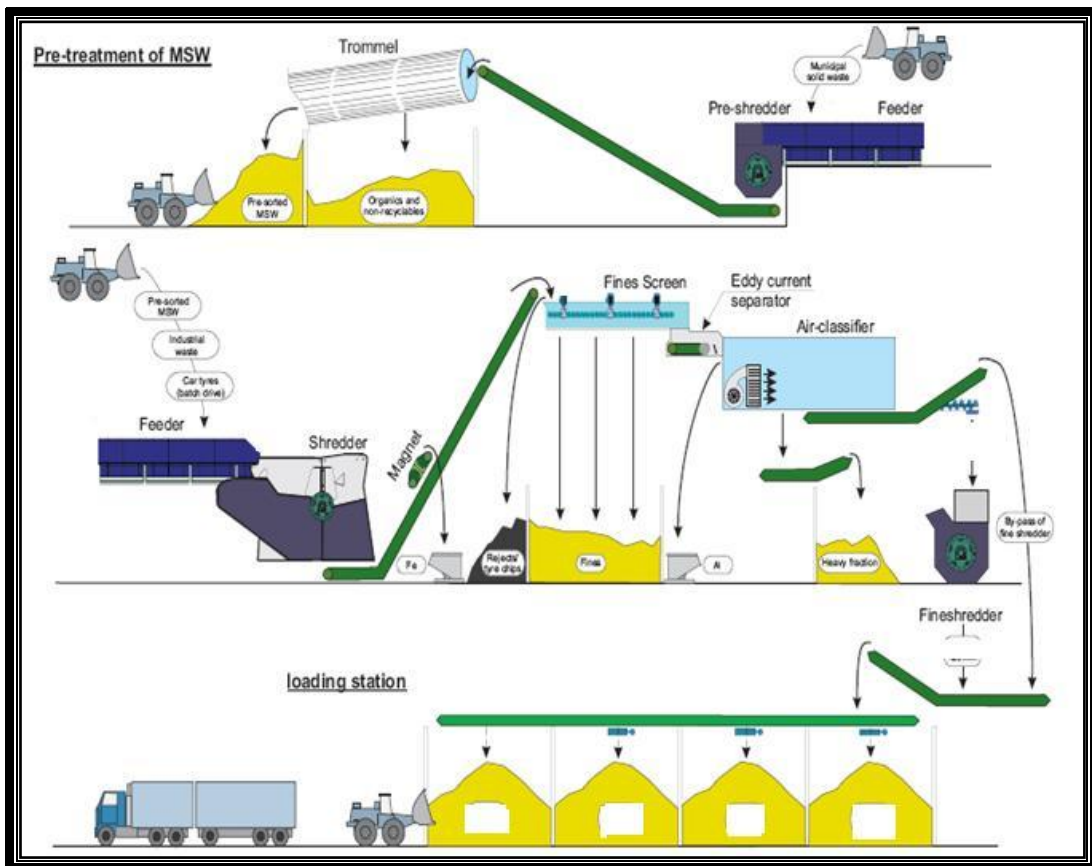 Pre-treatment of MSW
Trommel
Municipal
solid waste
Pre-shredder
Feeder
Pre-sorted
MSW
Organics and
non-recyclables
Pre-sorted
MSW
Industrial
waste
Car tyres
(batch drive)
Feeder
Shredder
Magnet
Fines Screen
Eddy current
separator
Air-classifier
Fe
Rejects/
tyre chips
Fines
Al
Heavy fraction
By-pass of
fine shredder
Fineshredder
loading station